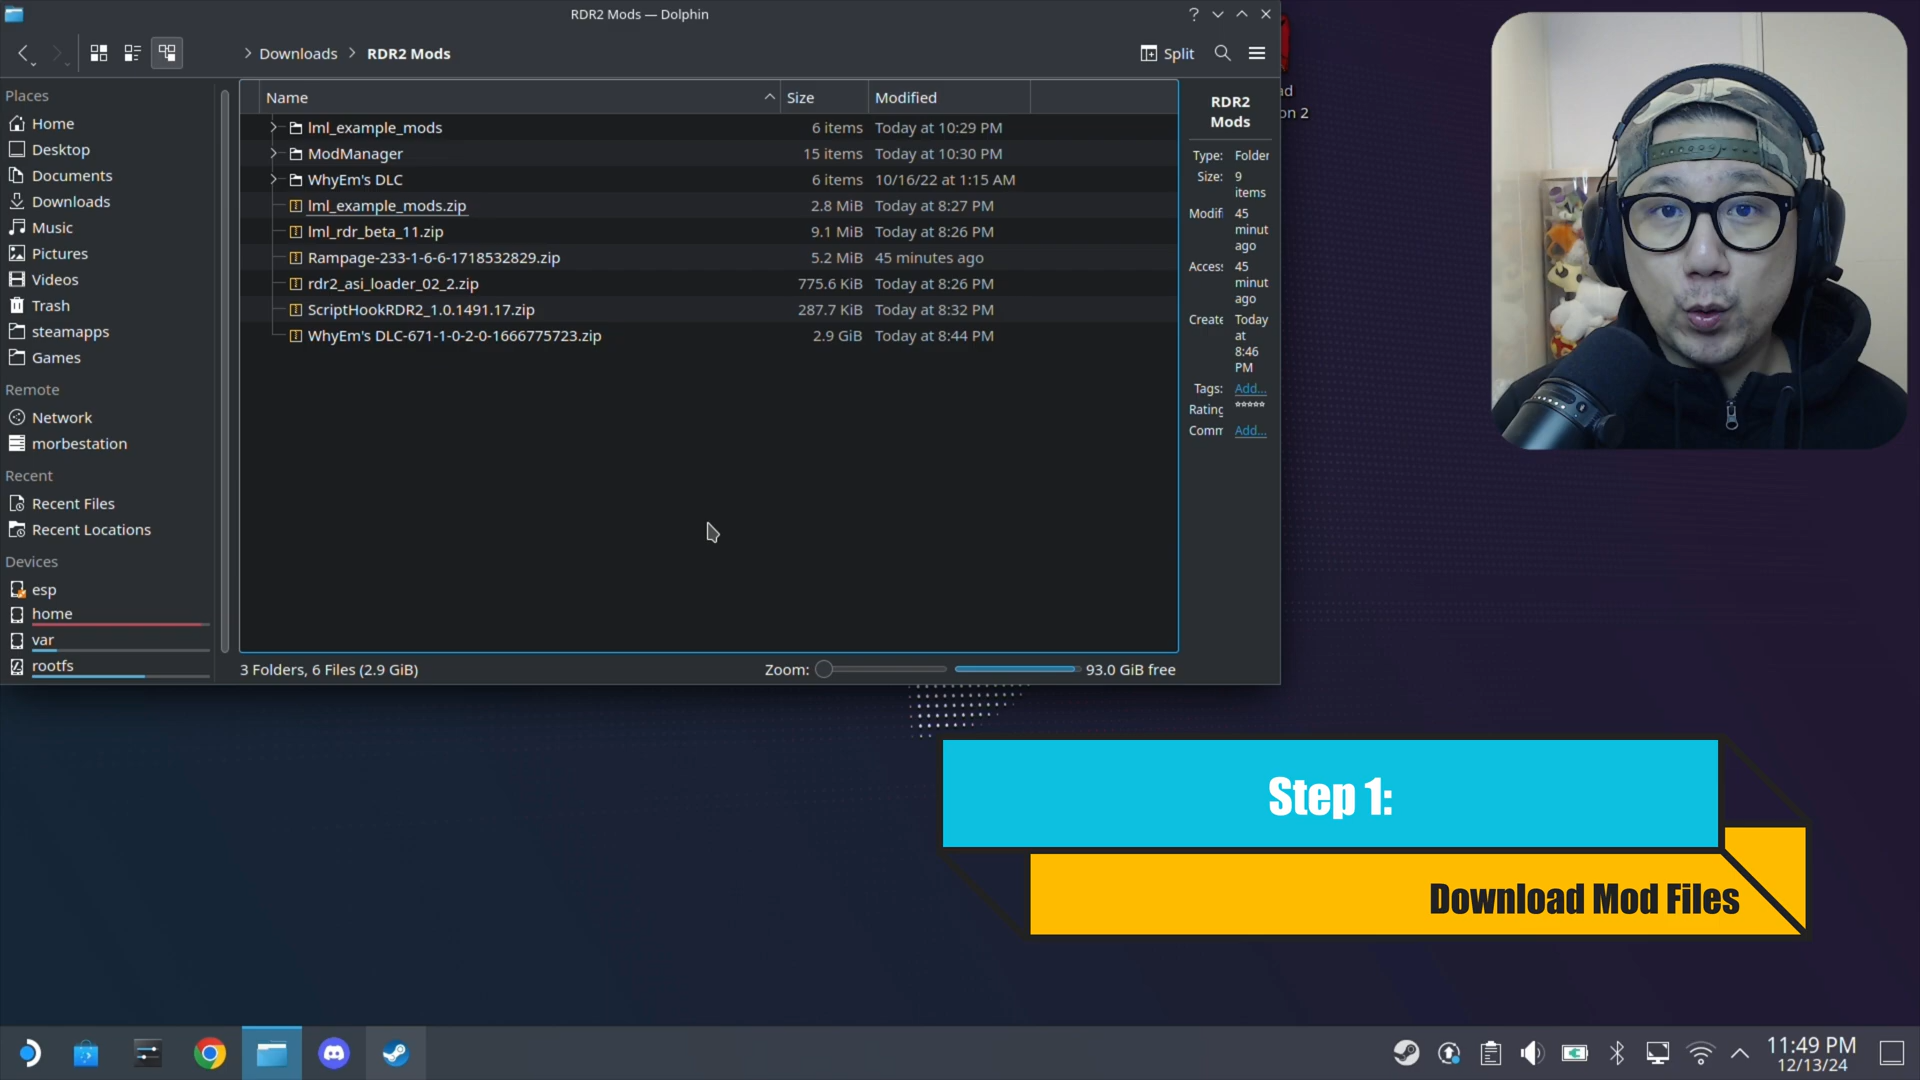 RDR2 Mods — Dolphin
Downloads
RDR2 Mods
Split
Places
Home
Desktop
Documents
Downloads
Music
Pictures
Videos
Trash
steamapps
Games
Remote
Network
morbestation
Recent
Recent Files
Recent Locations
Devices
esp
home
var
rootfs
Name Size Modified
lml_example_mods 6 items Today at 10:29 PM
ModManager 15 items Today at 10:30 PM
WhyEm's DLC 6 items 10/16/22 at 1:15 AM
lml_example_mods.zip 2.8 MiB Today at 8:27 PM
lml_rdr_beta_11.zip 9.1 MiB Today at 8:26 PM
Rampage-233-1-6-6-1718532829.zip 5.2 MiB 45 minutes ago
rdr2_asi_loader_02_2.zip 775.6 KiB Today at 8:26 PM
ScriptHookRDR2_1.0.1491.17.zip 287.7 KiB Today at 8:32 PM
WhyEm's DLC-671-1-0-2-0-1666775723.zip 2.9 GiB Today at 8:44 PM
3 Folders, 6 Files (2.9 GiB)
Zoom:
93.0 GiB free
RDR2
Mods
Type: Folder
Size: 9
items
Modifi 45
minut
ago
Acces: 45
minut
ago
Create Today
at
8:46
PM
Tags: Add...
Rating
Comm Add...
ad
on 2
Step 1:
Download Mod Files
11:49 PM
12/13/24